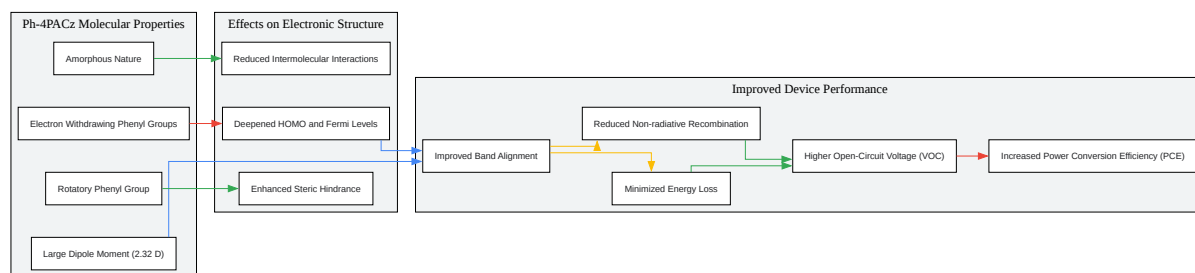 Ph-4PACz Molecular Properties
Amorphous Nature
Electron Withdrawing Phenyl Groups
Rotatory Phenyl Group
Large Dipole Moment (2.32 D)
Effects on Electronic Structure
Reduced Intermolecular Interactions
Deepened HOMO and Fermi Levels
Enhanced Steric Hindrance
Improved Device Performance
Improved Band Alignment
Reduced Non-radiative Recombination
Minimized Energy Loss
Higher Open-Circuit Voltage (VOC)
Increased Power Conversion Efficiency (PCE)